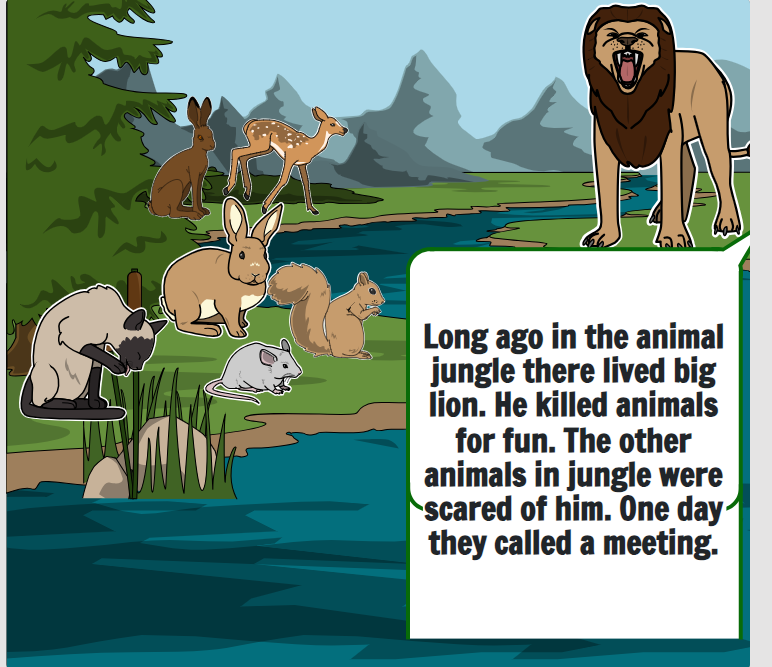 Long ago in the animal
jungle there lived big
lion. He killed animals
for fun. The other
animals in jungle were
scared of him. One day
they called a meeting.